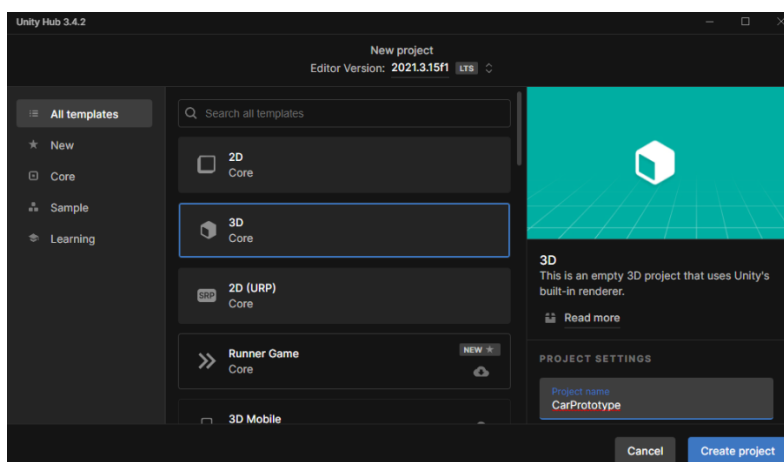 Unity Hub 3.4.2
New project
Editor Version: 2021.3.15f1 LTS
All templates
New
Core
Sample
Learning
Search all templates
2D
Core
3D
Core
2D (URP)
SRP
Core
Runner Game
NEW
Core
3D Mobile
3D
This is an empty 3D project that uses Unity's
built-in renderer.
Read more
PROJECT SETTINGS
Project name
CarPrototype
Cancel
Create project